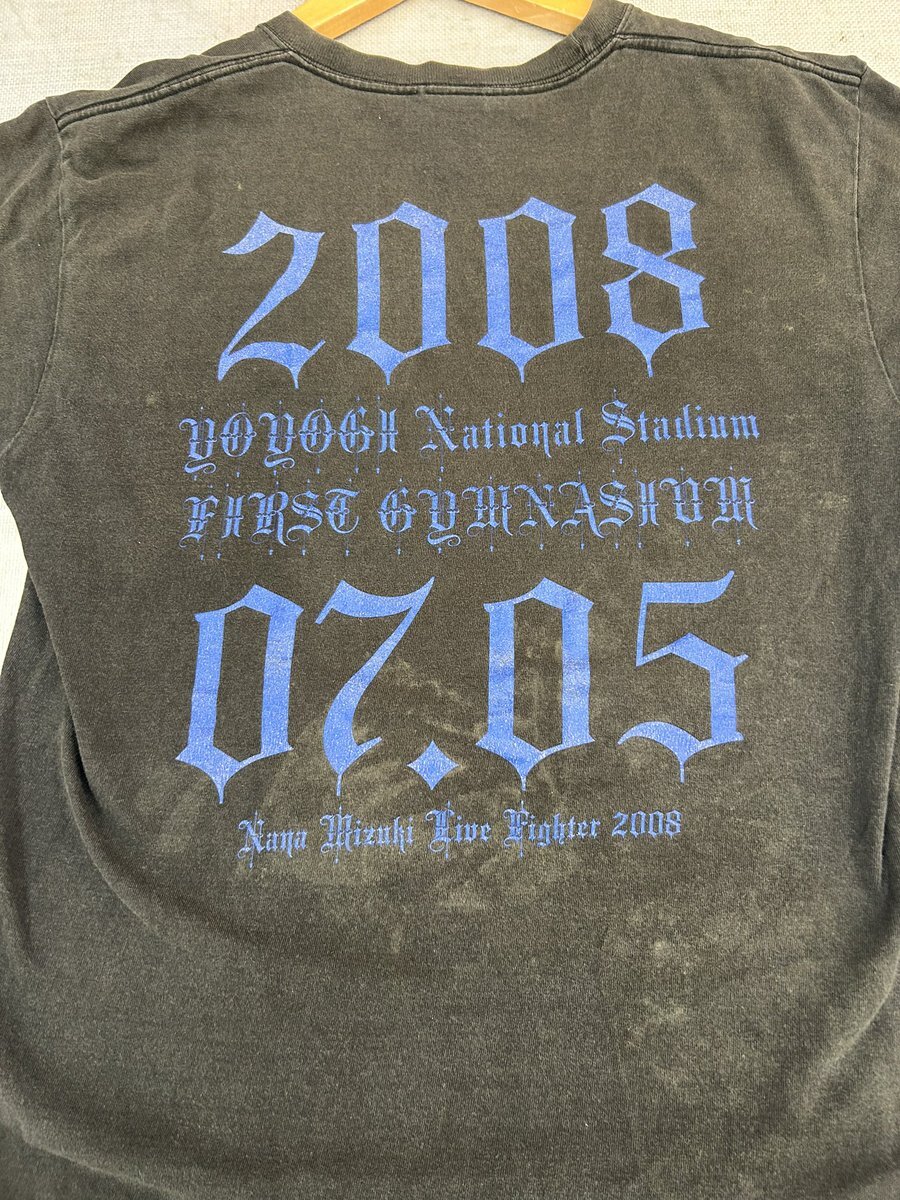 2008
YOYOGI National Stadium
FIRST GYMNASIUM
07.05
Nana Mizuki Live Fighter 2008